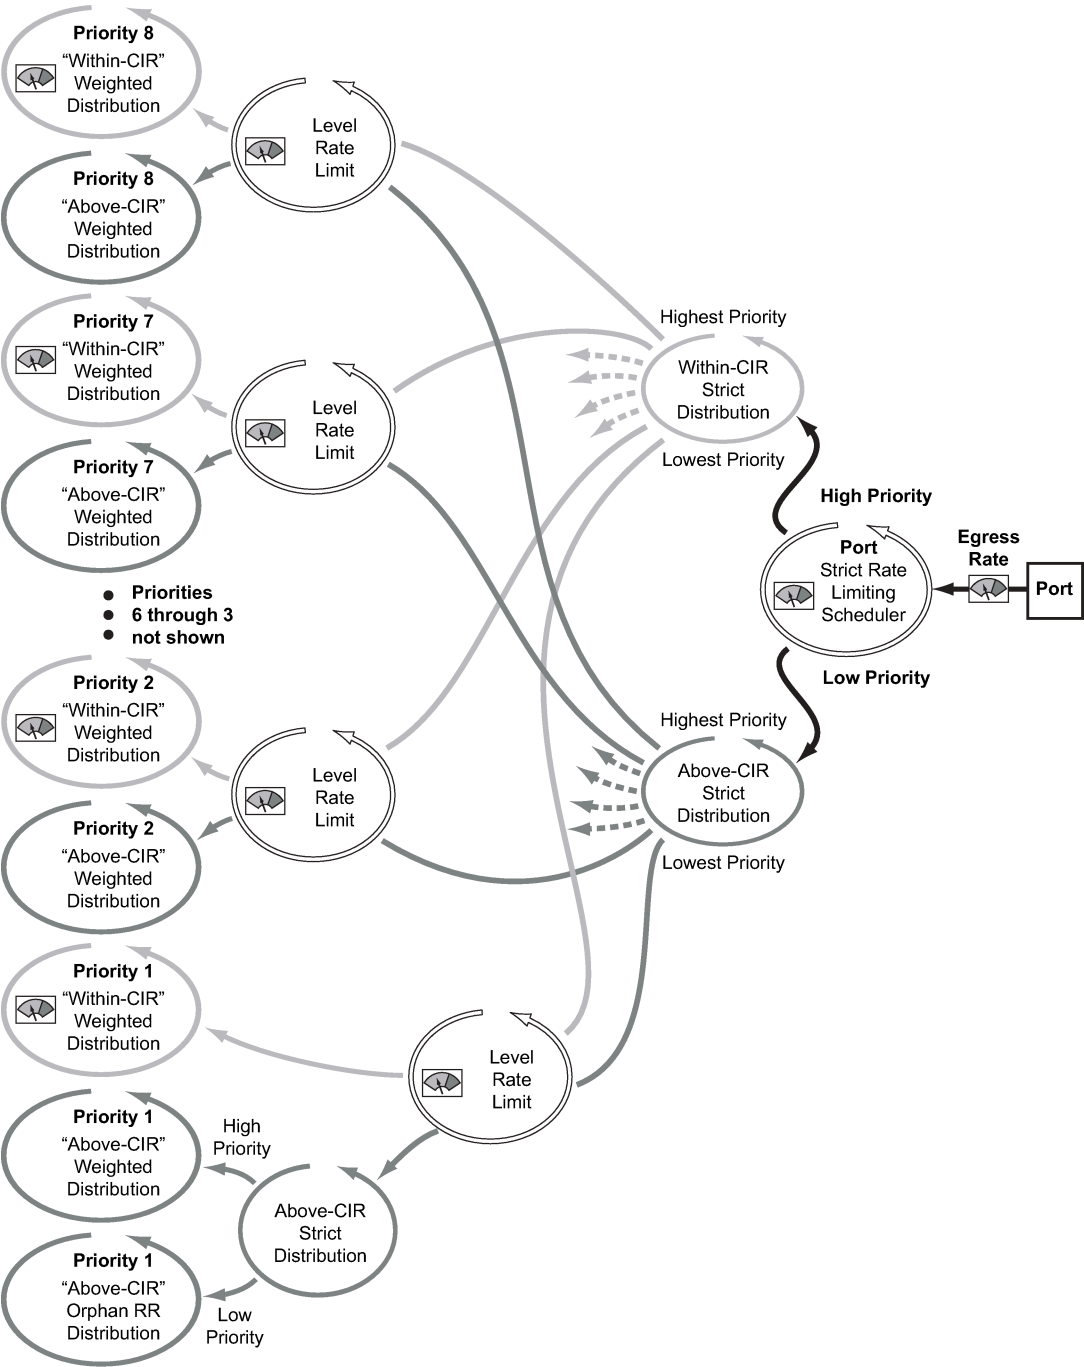 Priority 8
“Within-CIR”
Weighted
Distribution
Priority 8
“Above-CIR”
Weighted
Distribution
Level
Rate
Limit
Priority 7
“Within-CIR”
Weighted
Distribution
Priority 7
“Above-CIR”
Weighted
Distribution
Level
Rate
Limit
Priorities
6 through 3
not shown
Priority 2
“Within-CIR”
Weighted
Distribution
Priority 2
“Above-CIR”
Weighted
Distribution
Level
Rate
Limit
Priority 1
“Within-CIR”
Weighted
Distribution
Priority 1
“Above-CIR”
Weighted
Distribution
Priority 1
“Above-CIR”
Orphan RR
Distribution
High
Priority
Low
Priority
Above-CIR
Strict
Distribution
Level
Rate
Limit
Highest Priority
Within-CIR
Strict
Distribution
Lowest Priority
High Priority
Port
Strict Rate
Limiting
Scheduler
Egress
Rate
Port
Low Priority
Highest Priority
Above-CIR
Strict
Distribution
Lowest Priority